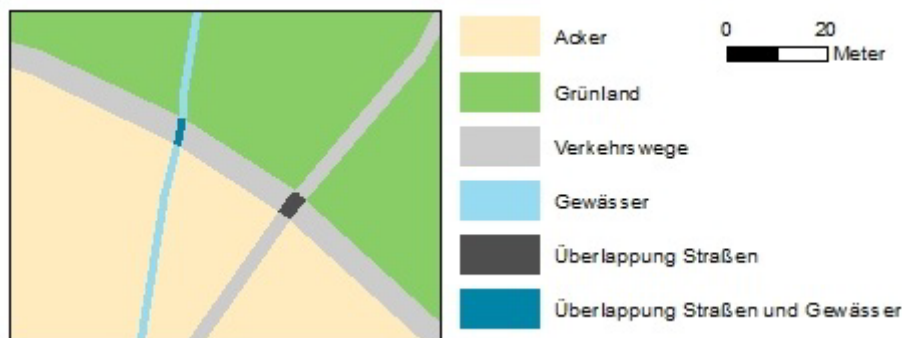 Acker
0 20
Meter
Grünland
Verkehrswege
Gewässer
Überlappung Straßen
Überlappung Straßen und Gewässer